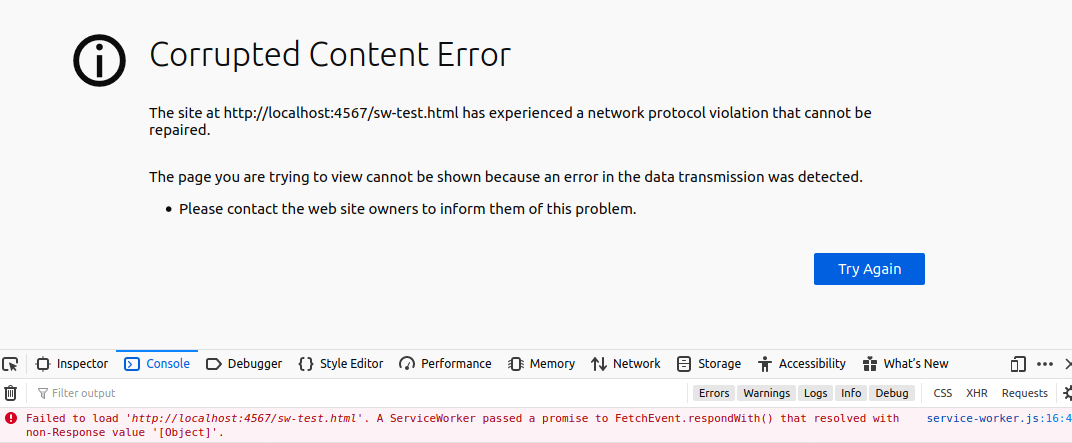 Corrupted Content Error
The site at http://localhost:4567/sw-test.html has experienced a network protocol violation that cannot be
repaired.
The page you are trying to view cannot be shown because an error in the data transmission was detected.
• Please contact the web site owners to inform them of this problem.
Try Again
Inspector Console Debugger Style Editor Performance Memory Network Storage Accessibility What's New
Filter output Errors Warnings Logs Info Debug CSS XHR Requests
Failed to load 'http://localhost:4567/sw-test.html'. A ServiceWorker passed a promise to FetchEvent.respondWith() that resolved with service-worker.js:16:4
non-Response value '[Object]'.